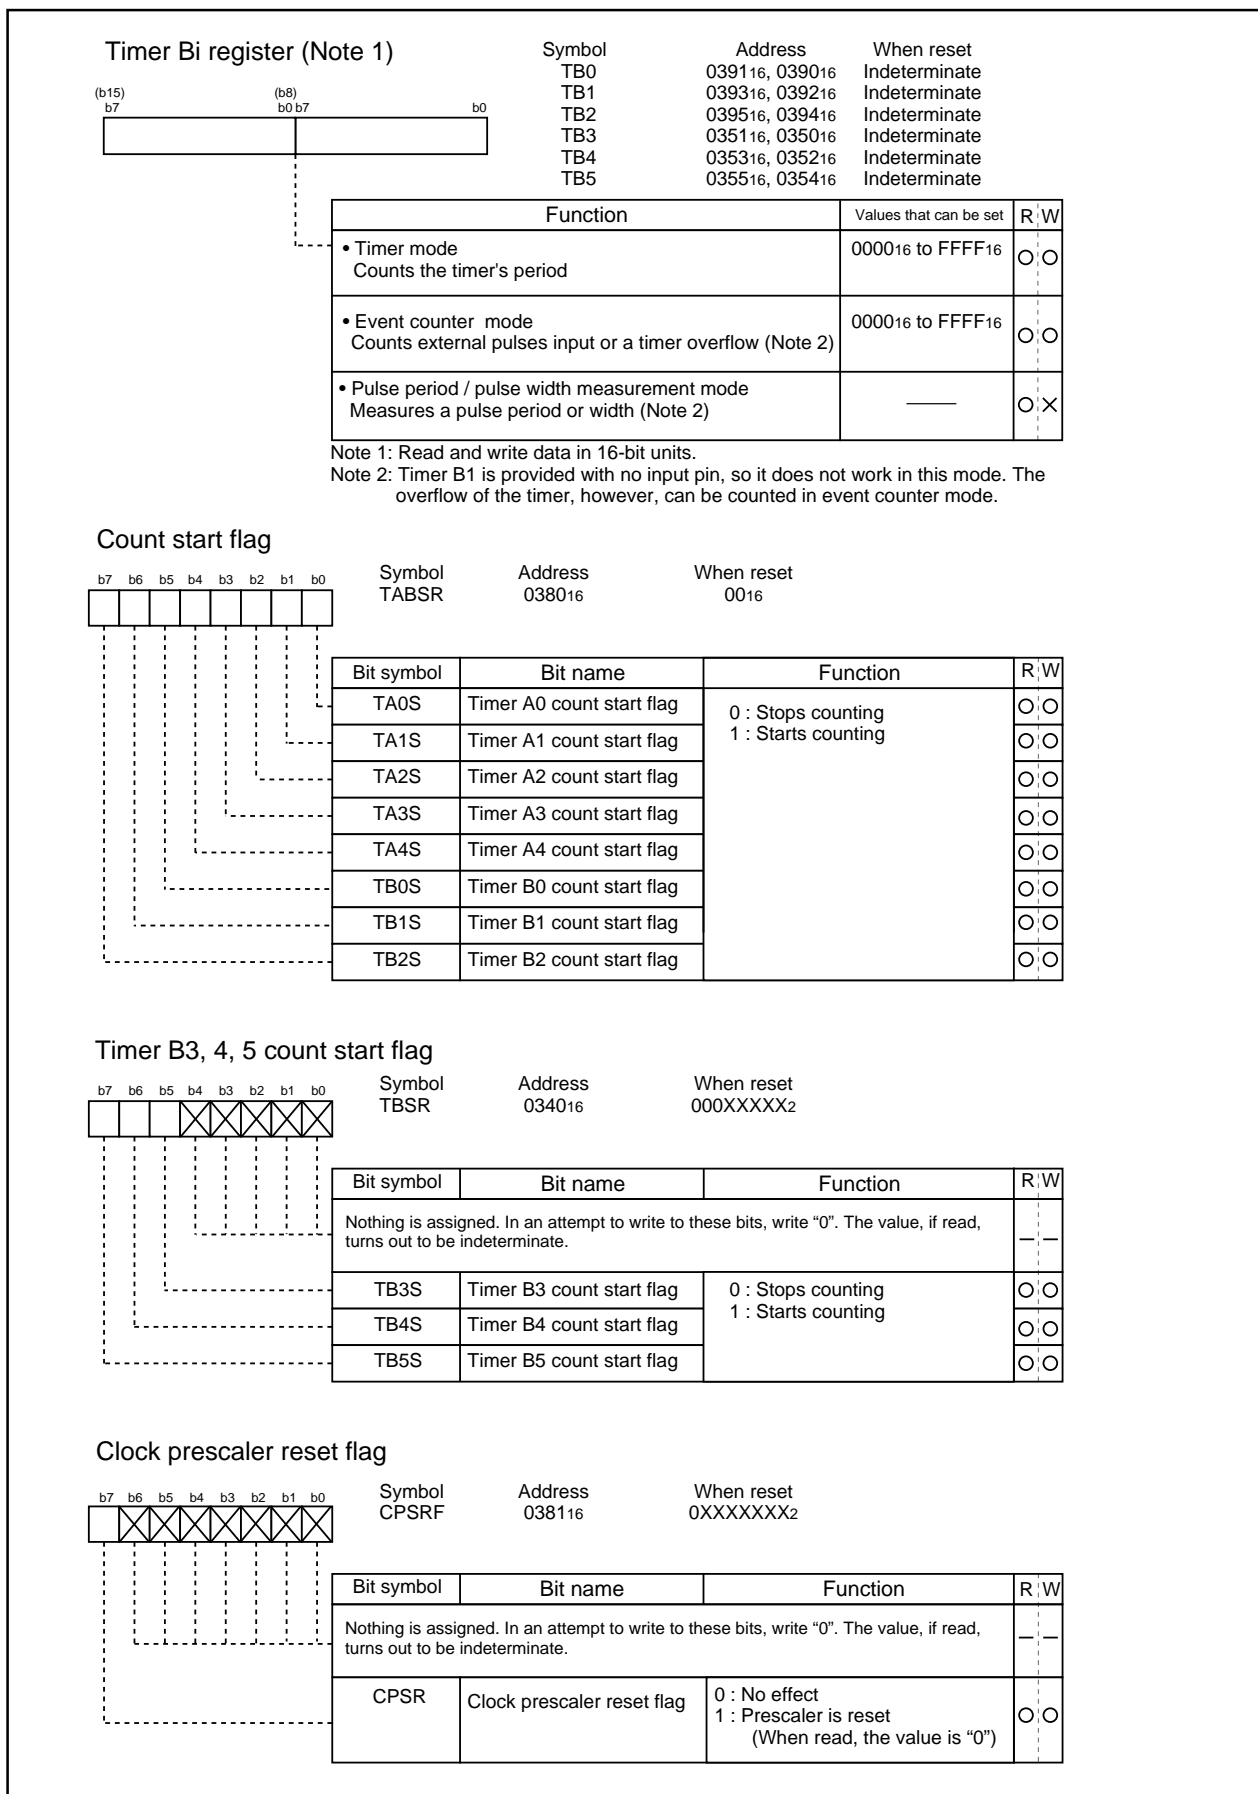 Timer Bi register (Note 1)
Symbol Address When reset
TB0 039116, 039016 Indeterminate
TB1 039316, 039216 Indeterminate
TB2 039516, 039416 Indeterminate
TB3 035116, 035016 Indeterminate
TB4 035316, 035216 Indeterminate
TB5 035516, 035416 Indeterminate
(b15) (b8)
b7 b0 b7 b0
Function Values that can be set R W
• Timer mode 000016 to FFFF16
Counts the timer's period
• Event counter mode 000016 to FFFF16
Counts external pulses input or a timer overflow (Note 2)
• Pulse period / pulse width measurement mode
Measures a pulse period or width (Note 2)
Note 1: Read and write data in 16-bit units.
Note 2: Timer B1 is provided with no input pin, so it does not work in this mode. The
overflow of the timer, however, can be counted in event counter mode.
Count start flag
b7 b6 b5 b4 b3 b2 b1 b0
Symbol Address When reset
TABSR 038016 0016
Bit symbol Bit name Function R W
TA0S Timer A0 count start flag 0 : Stops counting
TA1S Timer A1 count start flag 1 : Starts counting
TA2S Timer A2 count start flag
TA3S Timer A3 count start flag
TA4S Timer A4 count start flag
TB0S Timer B0 count start flag
TB1S Timer B1 count start flag
TB2S Timer B2 count start flag
Timer B3, 4, 5 count start flag
b7 b6 b5 b4 b3 b2 b1 b0
Symbol Address When reset
TBSR 034016 000XXXXX2
Bit symbol Bit name Function R W
Nothing is assigned. In an attempt to write to these bits, write “0”. The value, if read,
turns out to be indeterminate.
TB3S Timer B3 count start flag 0 : Stops counting
TB4S Timer B4 count start flag 1 : Starts counting
TB5S Timer B5 count start flag
Clock prescaler reset flag
b7 b6 b5 b4 b3 b2 b1 b0
Symbol Address When reset
CPSRF 038116 0XXXXXXX2
Bit symbol Bit name Function R W
Nothing is assigned. In an attempt to write to these bits, write “0”. The value, if read,
turns out to be indeterminate.
CPSR Clock prescaler reset flag 0 : No effect
1 : Prescaler is reset
(When read, the value is “0”)